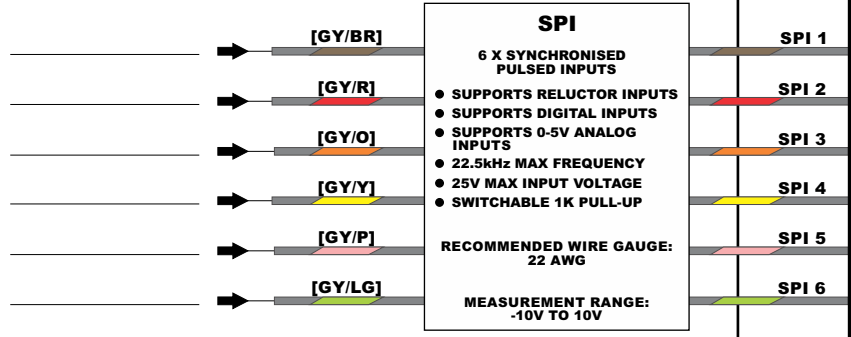 [GY/BR]
[GY/R]
[GY/O]
[GY/Y]
[GY/P]
[GY/LG]
SPI
6 X SYNCHRONISED
PULSED INPUTS
● SUPPORTS RELUCTOR INPUTS
● SUPPORTS DIGITAL INPUTS
● SUPPORTS 0-5V ANALOG
INPUTS
● 22.5kHz MAX FREQUENCY
● 25V MAX INPUT VOLTAGE
● SWITCHABLE 1K PULL-UP
RECOMMENDED WIRE GAUGE:
22 AWG
MEASUREMENT RANGE:
-10V TO 10V
SPI 1
SPI 2
SPI 3
SPI 4
SPI 5
SPI 6